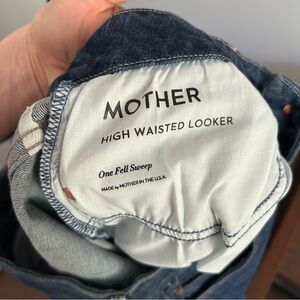 MOTHER
HIGH WAISTED LOOKER
One Fell Sweep
MADE by MOTHER IN THE U.S.A.